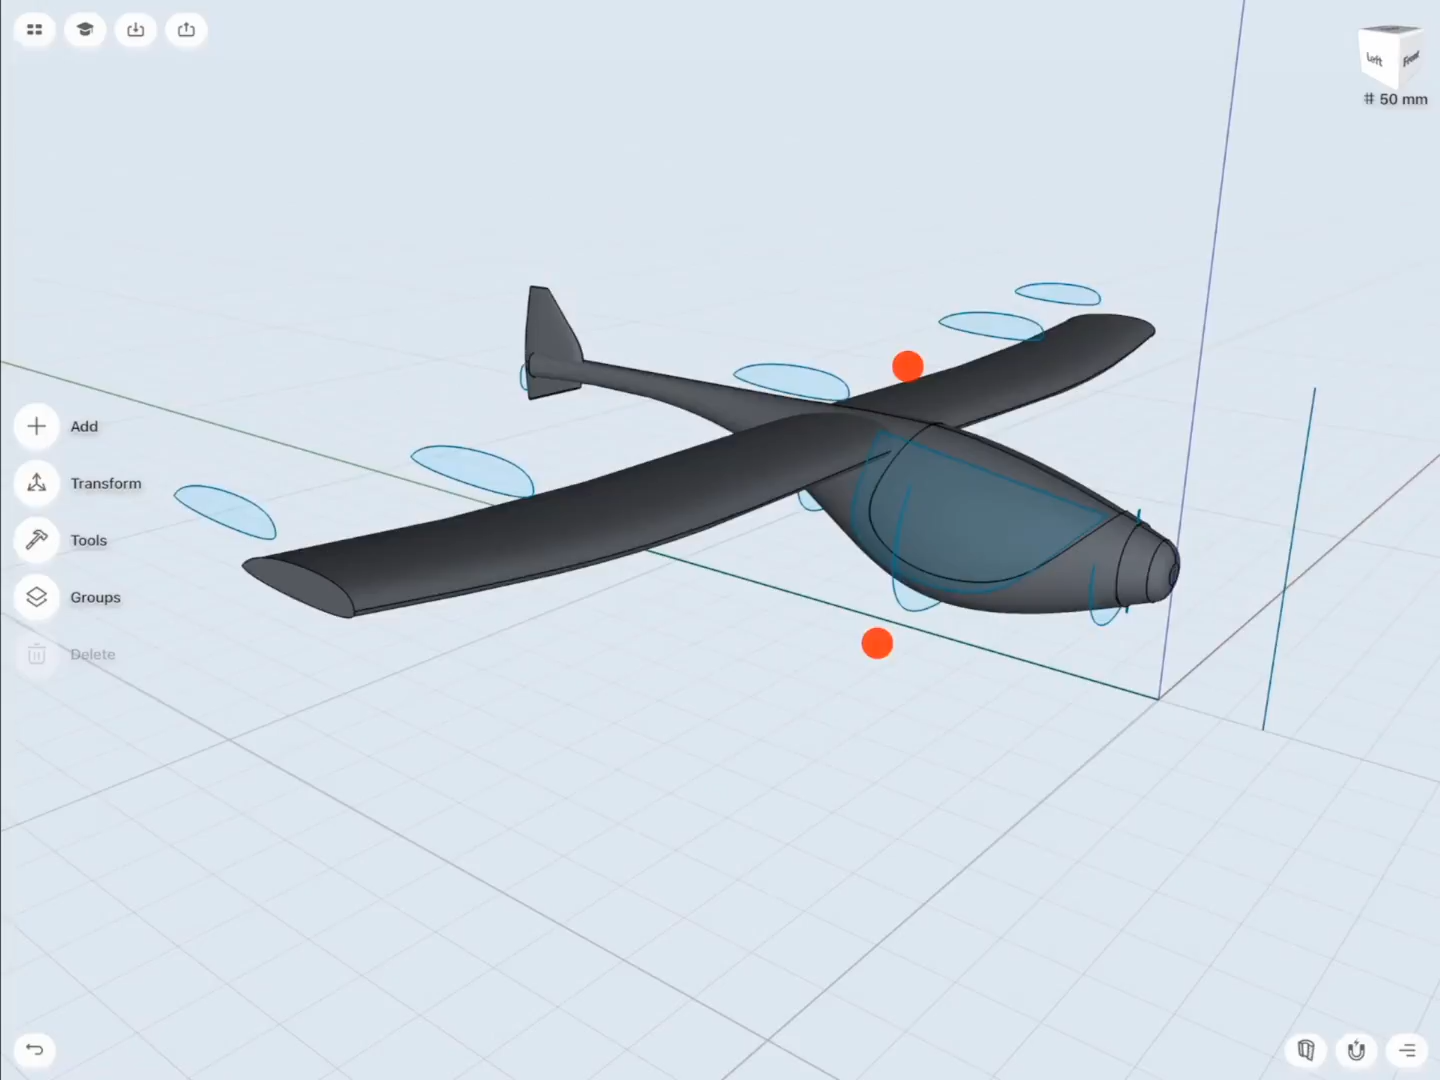 Left
Front
# 50 mm
Add
Transform
Tools
Groups
Delete